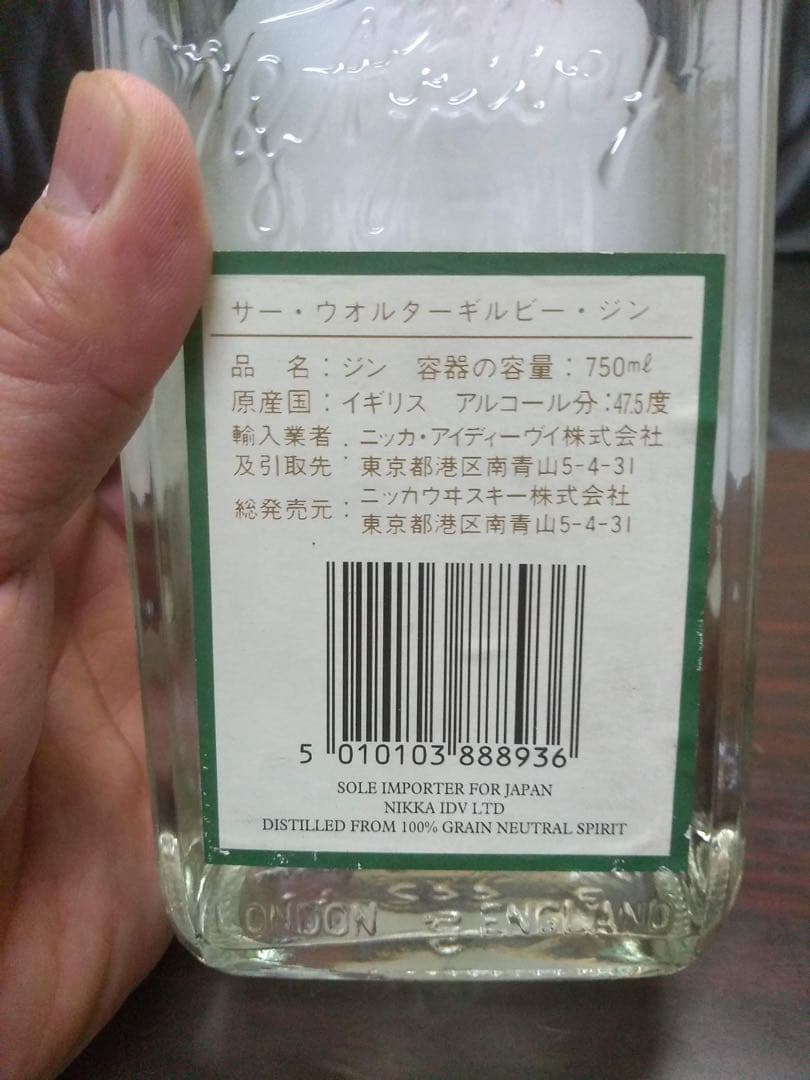 サー・ウオルターギルビー・ジン
品 名：ジン 容器の容量：750ml
原産国：イギリス アルコール分：47.5度
輸入業者 ニッカ・アイディーヴイ株式会社
及引取先：東京都港区南青山5-4-31
総発売元：ニッカウヰスキー株式会社
東京都港区南青山5-4-31
5 010103 888936
SOLE IMPORTER FOR JAPAN
NIKKA IDV LTD
DISTILLED FROM 100% GRAIN NEUTRAL SPIRIT
LONDON ENGLAND